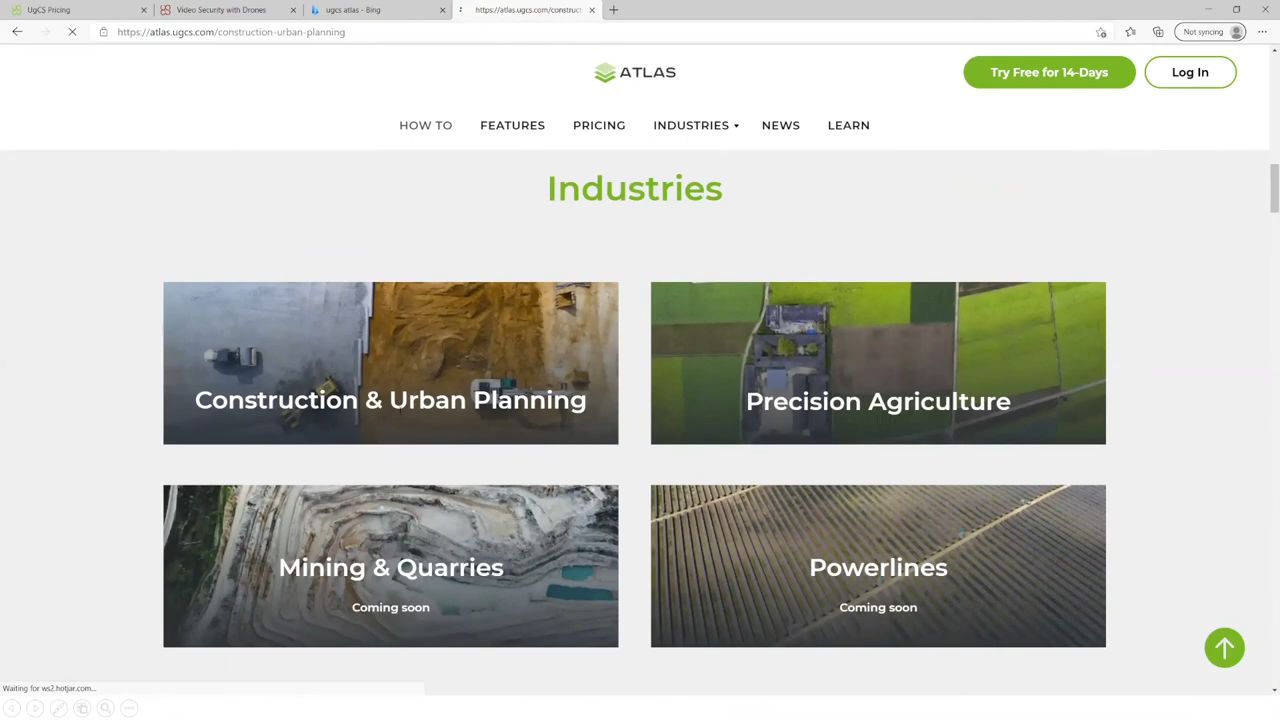 UgCS Pricing
Video Security with Drones
ugcs atlas - Bing
https://atlas.ugcs.com/construct
https://atlas.ugcs.com/construction-urban-planning
Not syncing
ATLAS
Try Free for 14-Days
Log In
HOW TO
FEATURES
PRICING
INDUSTRIES
NEWS
LEARN
Industries
Construction & Urban Planning
Precision Agriculture
Mining & Quarries
Coming soon
Powerlines
Coming soon
Waiting for ws2.hotjar.com...